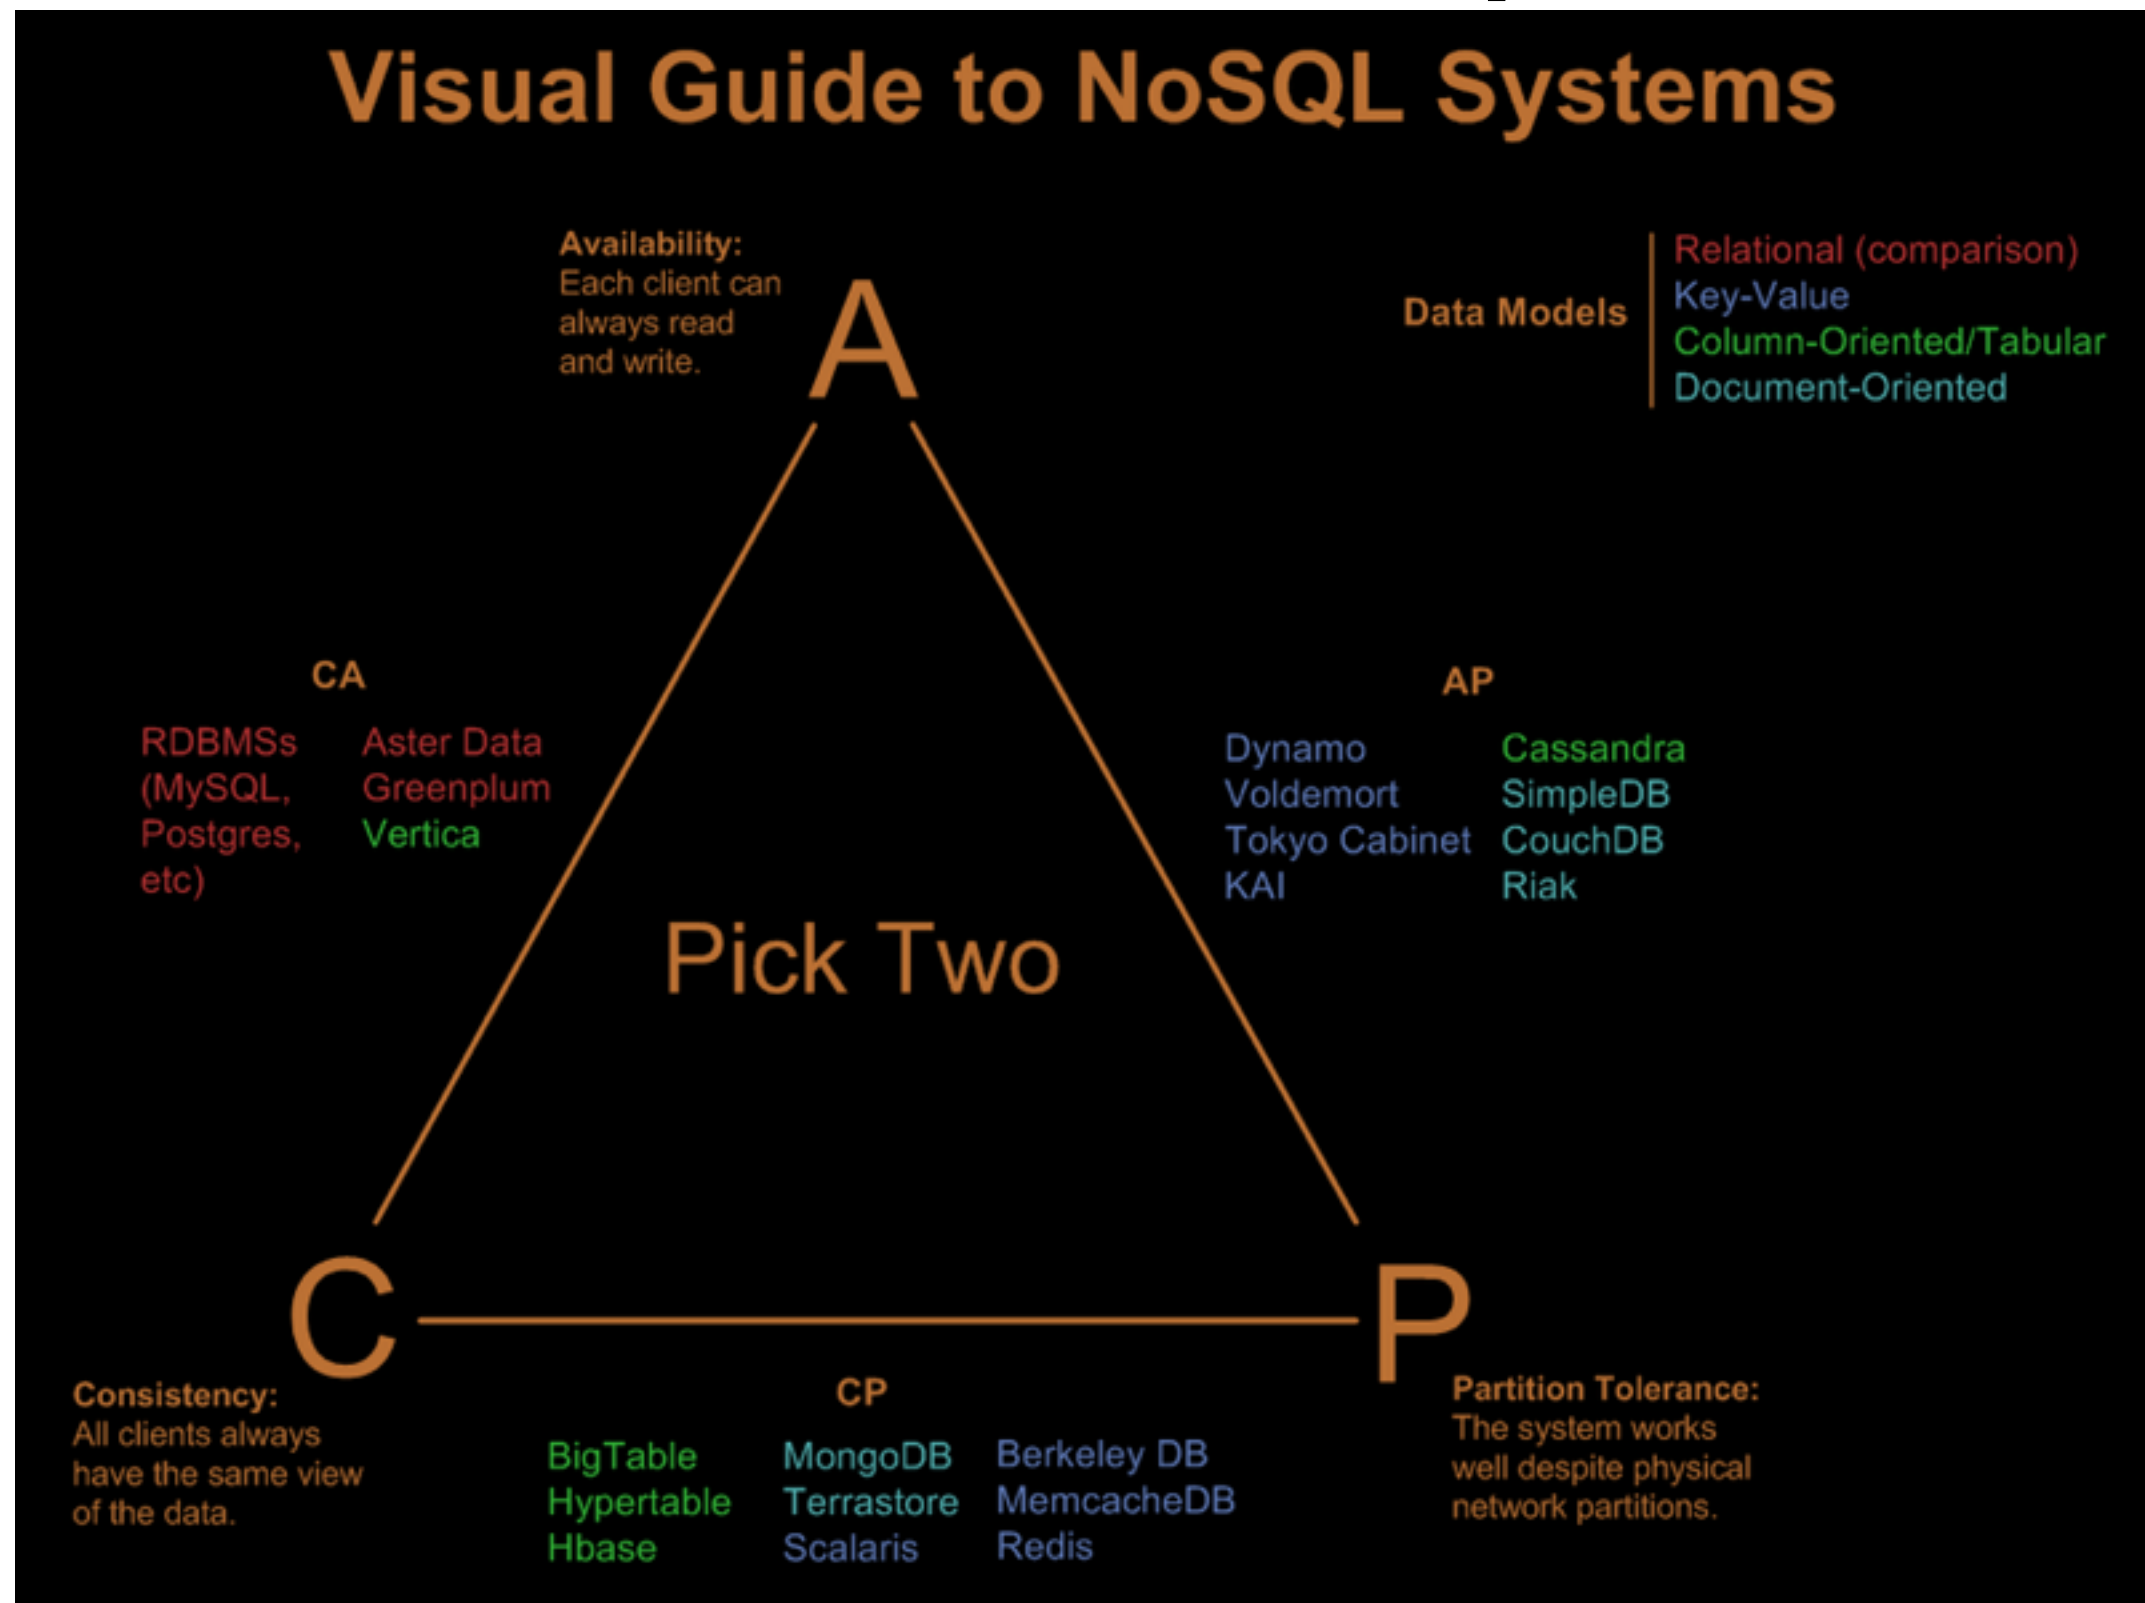 Visual Guide to NoSQL Systems
Availability:
Each client can
always read
and write.
A
Data Models
Relational (comparison)
Key-Value
Column-Oriented/Tabular
Document-Oriented
CA
RDBMSs
(MySQL,
Postgres,
etc)
Aster Data
Greenplum
Vertica
AP
Dynamo
Voldemort
Tokyo Cabinet
KAI
Cassandra
SimpleDB
CouchDB
Riak
Pick Two
C
P
Consistency:
All clients always
have the same view
of the data.
CP
BigTable
Hypertable
Hbase
MongoDB
Terrastore
Scalaris
Berkeley DB
MemcacheDB
Redis
Partition Tolerance:
The system works
well despite physical
network partitions.